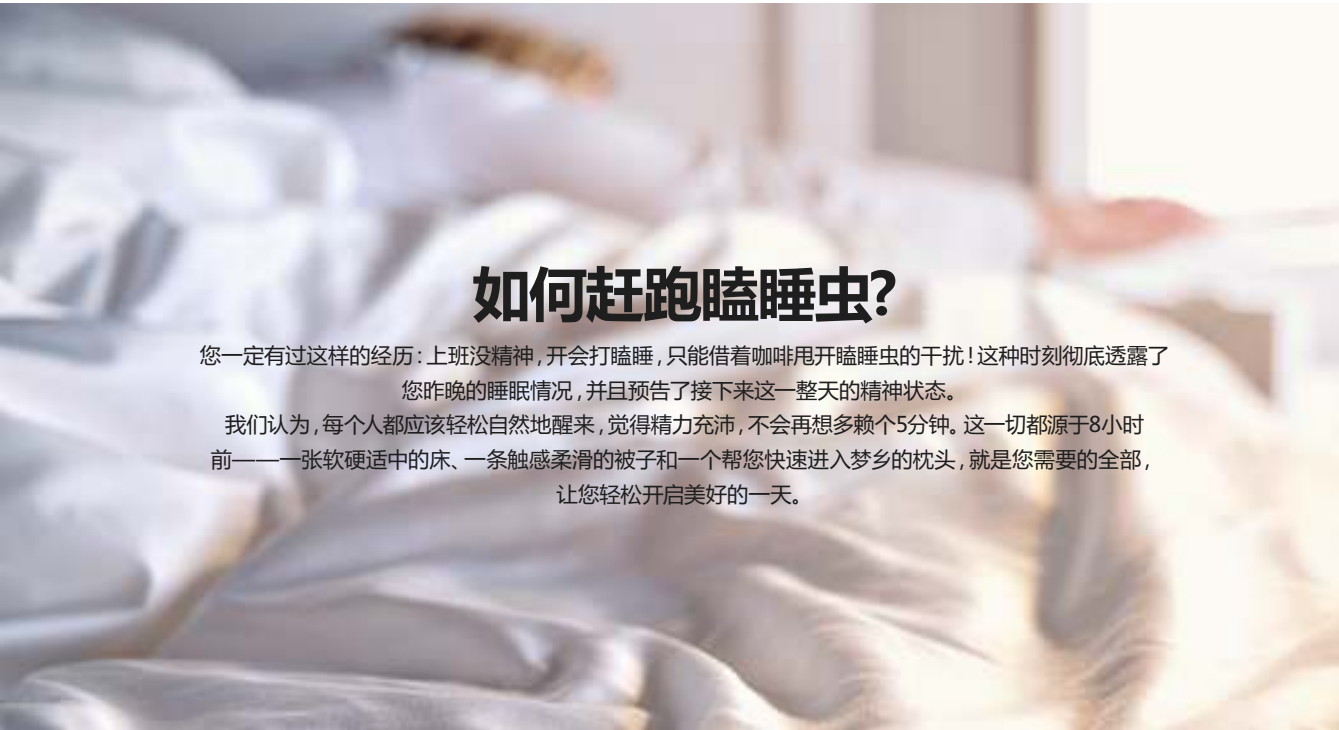 如何赶跑瞌睡虫?
您一定有过这样的经历:上班没精神,开会打瞌睡,只能借着咖啡甩开瞌睡虫的干扰!这种时刻彻底透露了
您昨晚的睡眠情况,并且预告了接下来这一整天的精神状态。
我们认为,每个人都应该轻松自然地醒来,觉得精力充沛,不会再想多赖个5分钟。这一切都源于8小时
前——一张软硬适中的床、一条触感柔滑的被子和一个帮您快速进入梦乡的枕头,就是您需要的全部,
让您轻松开启美好的一天。